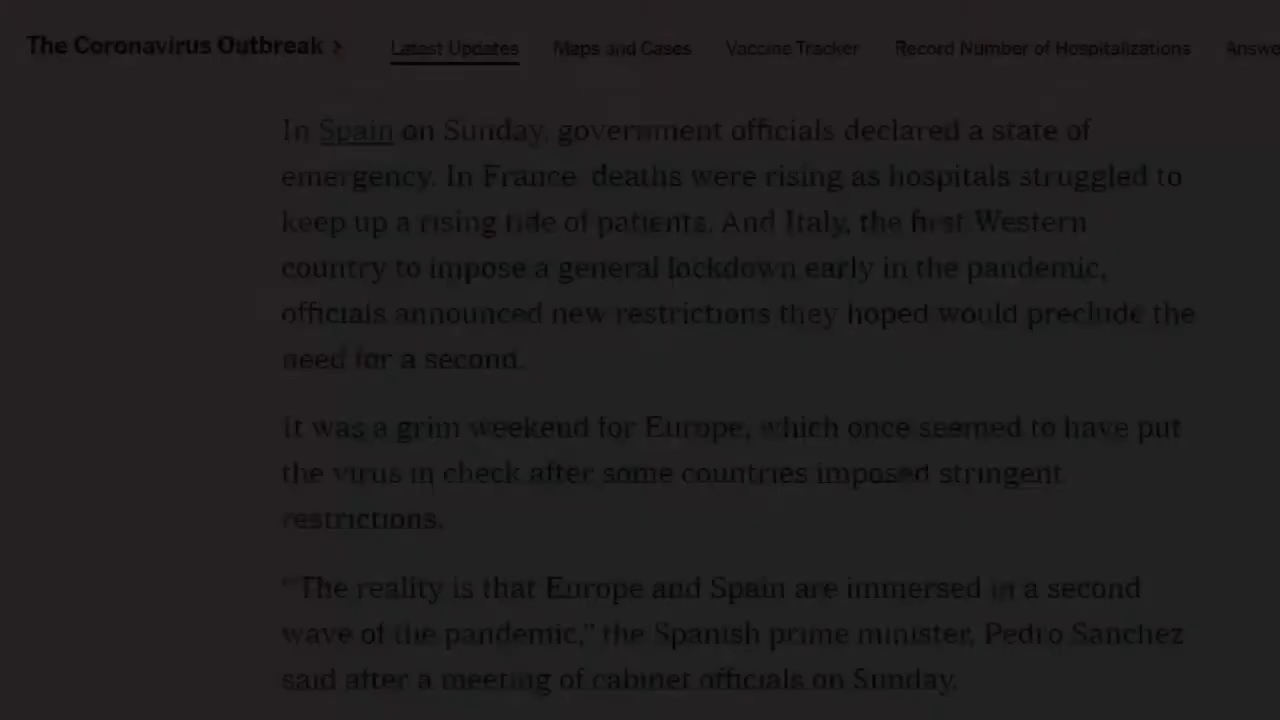 The Coronavirus Outbreak > Latest Updates Maps and Cases Vaccine Tracker Record Number of Hospitalizations Answe
In Spain on Sunday, government officials declared a state of
emergency. In France, deaths were rising as hospitals struggled to
keep up a rising tide of patients. And Italy, the first Western
country to impose a general lockdown early in the pandemic,
officials announced new restrictions they hoped would preclude the
need for a second.
It was a grim weekend for Europe, which once seemed to have put
the virus in check after some countries imposed stringent
restrictions.
“The reality is that Europe and Spain are immersed in a second
wave of the pandemic,” the Spanish prime minister, Pedro Sanchez
said after a meeting of cabinet officials on Sunday.